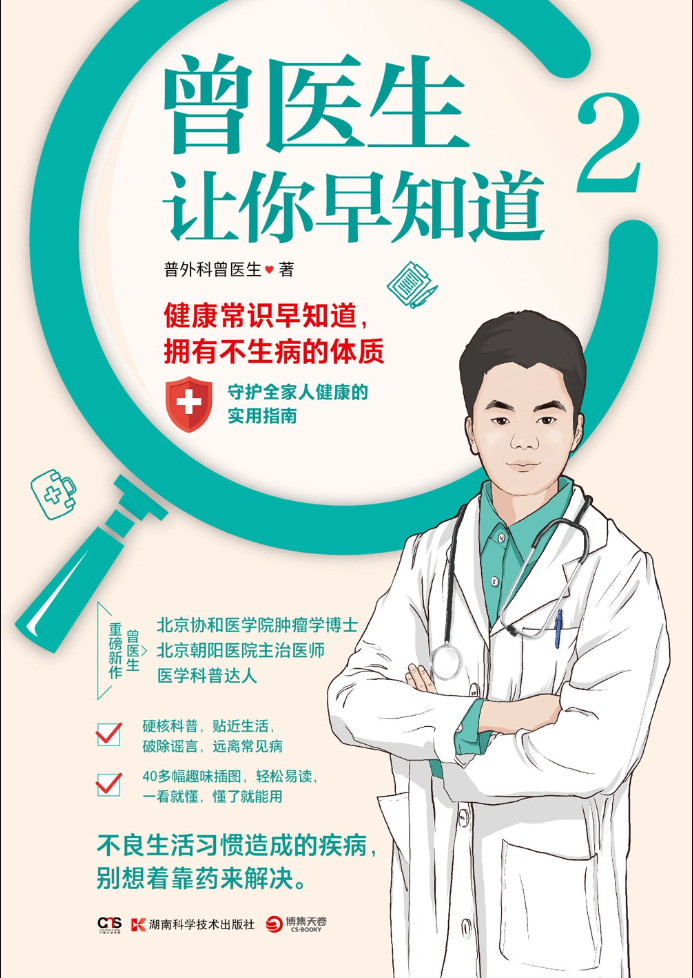 曾医生
2
让你早知道
普外科曾医生♥著
健康常识早知道，
拥有不生病的体质
守护全家人健康的
实用指南
曾医生
重磅新作
北京协和医学院肿瘤学博士
北京朝阳医院主治医师
医学科普达人
硬核科普，贴近生活，
破除谣言，远离常见病
40多幅趣味插图，轻松易读，
一看就懂，懂了就能用
不良生活习惯造成的疾病，
别想着靠药来解决。
湖南科学技术出版社
博集天卷
CS-BOOKY